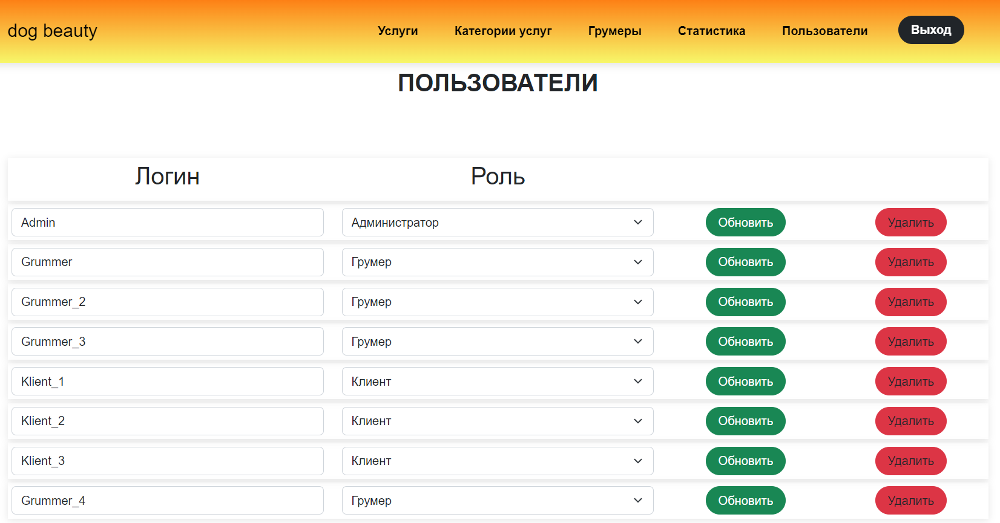 dog beauty Услуги Категории услуг Грумеры Статистика Пользователи Выход
ПОЛЬЗОВАТЕЛИ
Логин Роль
Admin Администратор Обновить Удалить
Grummer Грумер Обновить Удалить
Grummer_2 Грумер Обновить Удалить
Grummer_3 Грумер Обновить Удалить
Klient_1 Клиент Обновить Удалить
Klient_2 Клиент Обновить Удалить
Klient_3 Клиент Обновить Удалить
Grummer_4 Грумер Обновить Удалить